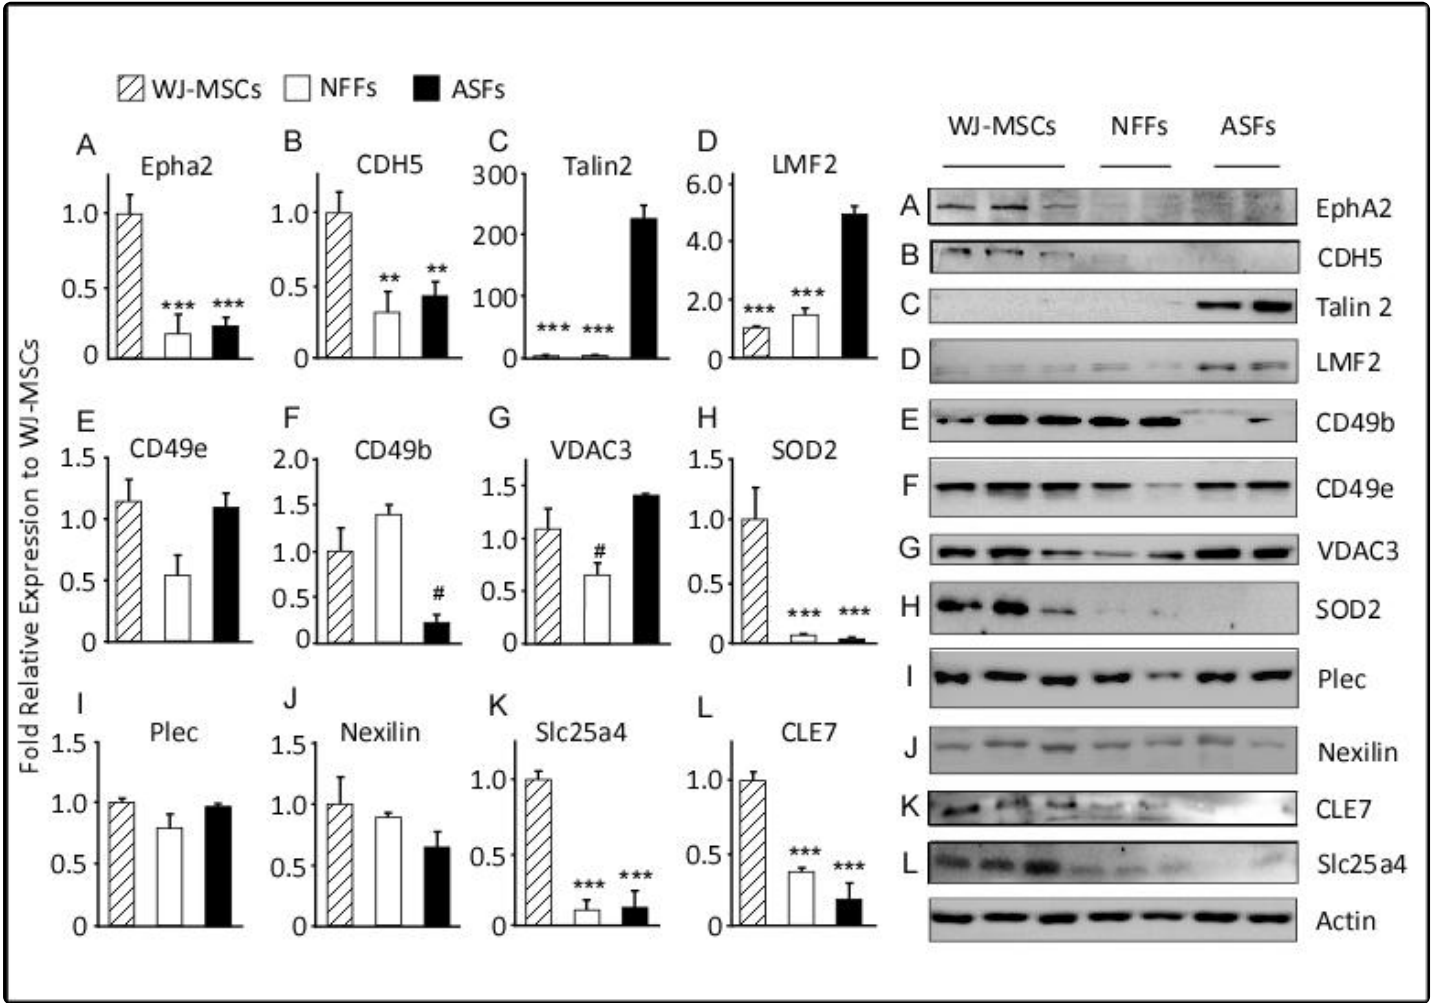 WJ-MSCs NFFs ASFs
Fold Relative Expression to WJ-MSCs
A
Epha2
1.0
0.5
0
*** ***
B
CDH5
1.0
0.5
0
** **
C
Talin2
300
200
100
0
*** ***
D
LMF2
6.0
4.0
2.0
0
*** ***
E
CD49e
1.5
1.0
0.5
0
F
CD49b
2.0
1.5
1.0
0.5
0
#
G
VDAC3
1.5
1.0
0.5
0
#
H
SOD2
1.5
1.0
0.5
0
*** ***
I
Plec
1.5
1.0
0.5
0
J
Nexilin
1.5
1.0
0.5
0
K
Slc25a4
1.0
0.5
0
*** ***
L
CLE7
1.0
0.5
0
*** ***
WJ-MSCs NFFs ASFs
A EphA2
B CDH5
C Talin 2
D LMF2
E CD49b
F CD49e
G VDAC3
H SOD2
I Plec
J Nexilin
K CLE7
L Slc25a4
Actin